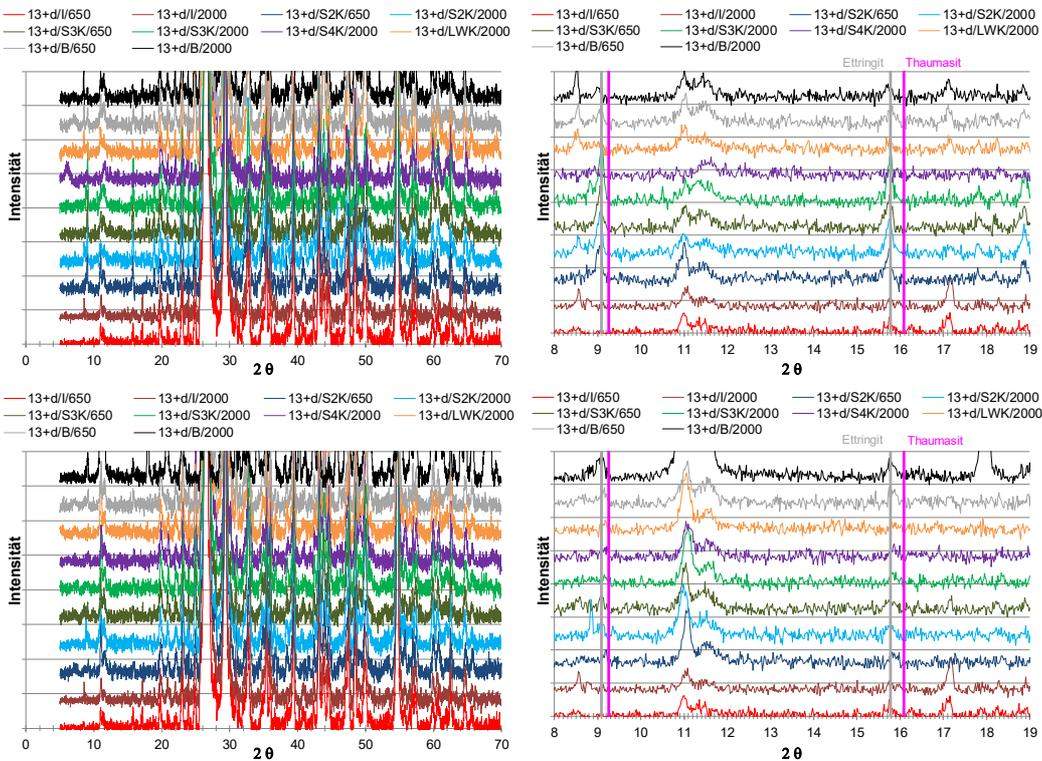 13+d/I/650 13+d/I/2000 13+d/S2K/650 13+d/S2K/2000
13+d/S3K/650 13+d/S3K/2000 13+d/S4K/2000 13+d/LWK/2000
13+d/B/650 13+d/B/2000
Intensität
0 10 20 30 40 50 60 70
2 θ
13+d/I/650 13+d/I/2000 13+d/S2K/650 13+d/S2K/2000
13+d/S3K/650 13+d/S3K/2000 13+d/S4K/2000 13+d/LWK/2000
13+d/B/650 13+d/B/2000
Ettringit Thaumasit
Intensität
8 9 10 11 12 13 14 15 16 17 18 19
2 θ
13+d/I/650 13+d/I/2000 13+d/S2K/650 13+d/S2K/2000
13+d/S3K/650 13+d/S3K/2000 13+d/S4K/2000 13+d/LWK/2000
13+d/B/650 13+d/B/2000
Intensität
0 10 20 30 40 50 60 70
2 θ
13+d/I/650 13+d/I/2000 13+d/S2K/650 13+d/S2K/2000
13+d/S3K/650 13+d/S3K/2000 13+d/S4K/2000 13+d/LWK/2000
13+d/B/650 13+d/B/2000
Ettringit Thaumasit
Intensität
8 9 10 11 12 13 14 15 16 17 18 19
2 θ